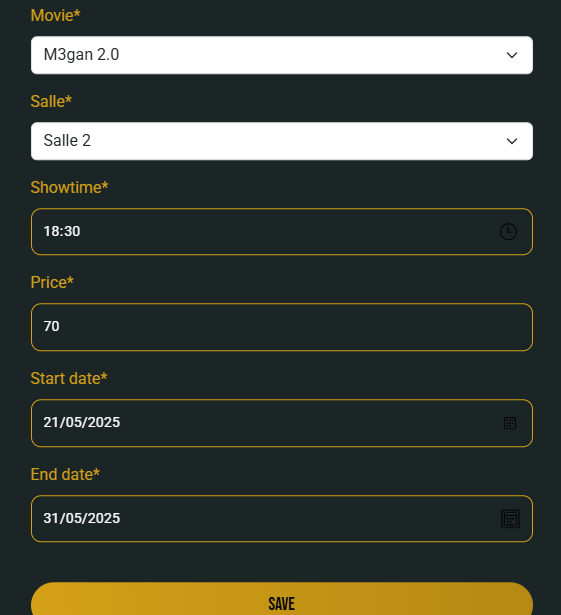 Movie*
M3gan 2.0
Salle*
Salle 2
Showtime*
18:30
Price*
70
Start date*
21/05/2025
End date*
31/05/2025
SAVE